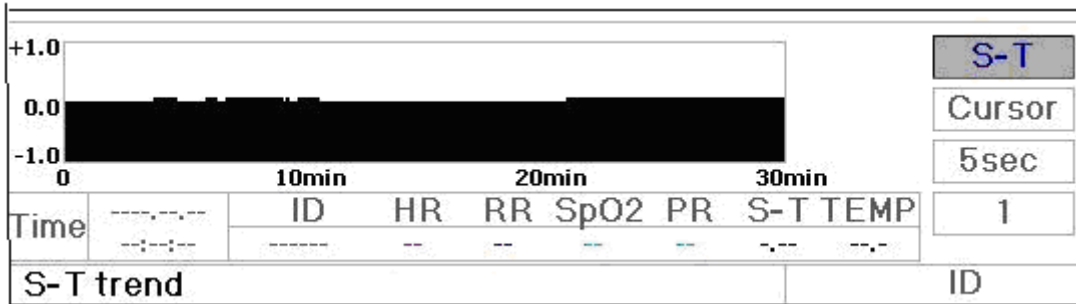 +1.0
S-T
0.0
Cursor
-1.0
5sec
0 10min 20min 30min
Time ----.--.-- ID HR RR SpO2 PR S-T TEMP 1
--:--:-- ------ -- -- -- -- -.-- --.-
S-T trend ID